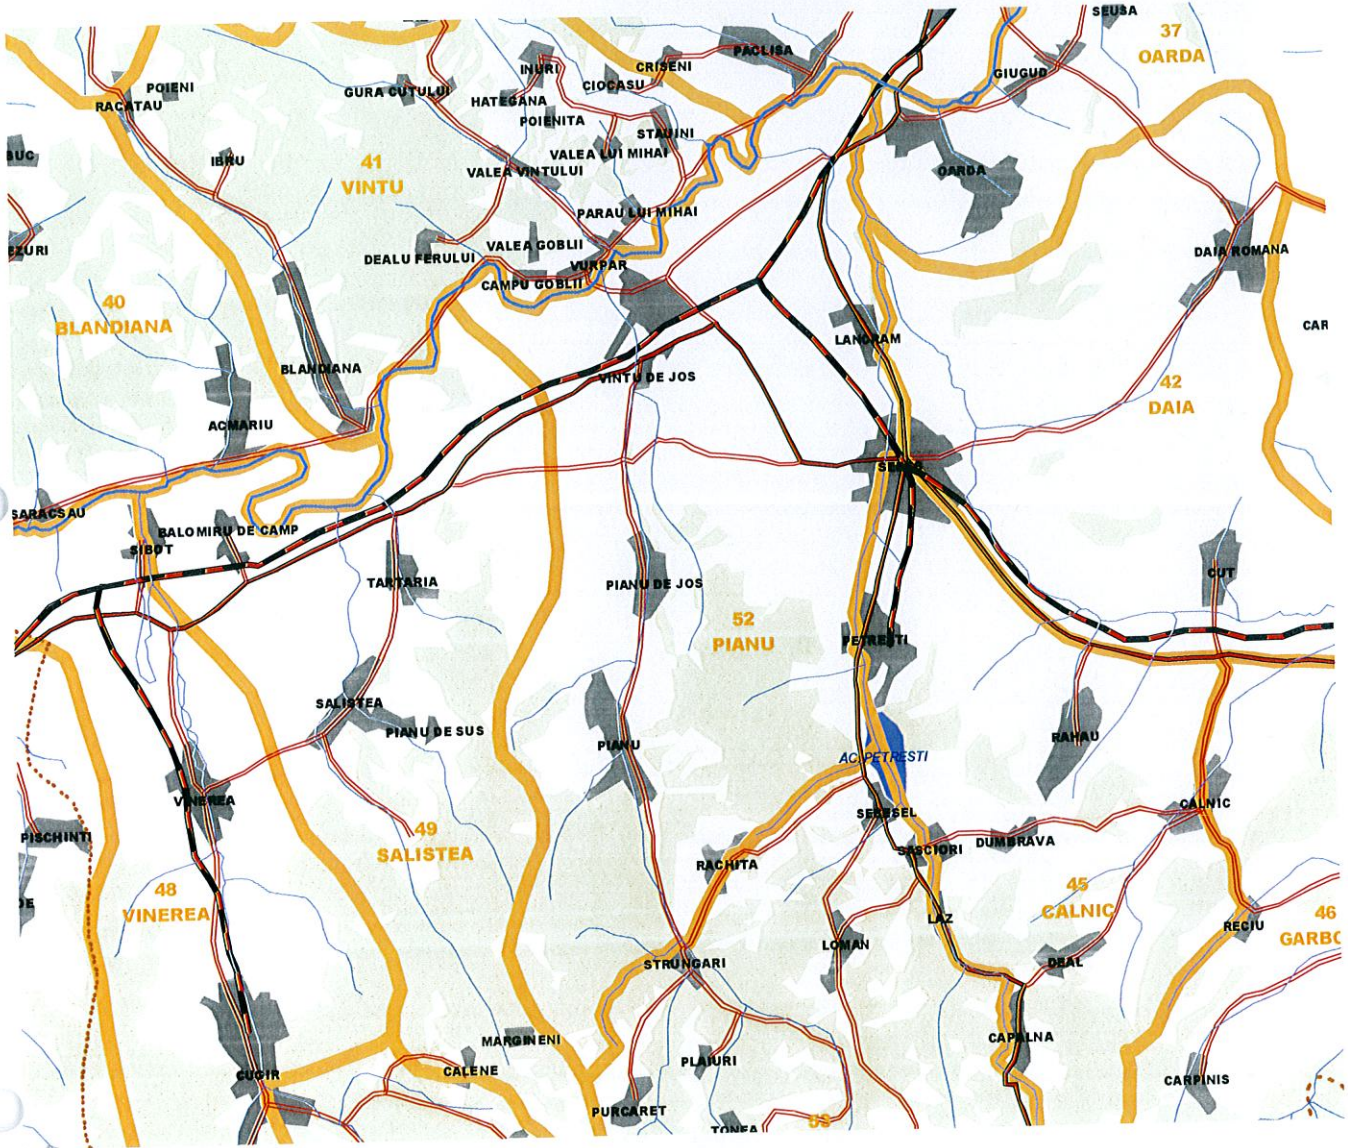 SEUSA
37
OARDA
PACLISA
CRISENI
INURI
GIUGUD
CIOCASU
POIENI
GURA CUTULUI
HATEGANA
RACATAU
POIENITA
STAUINI
BUC
VALEA LUI MIHAI
IBRU
41
VINTU
VALEA VINTULUI
OARDA
PARAU LUI MIHAI
EZURI
VALEA GOBLII
DAIA ROMANA
DEALU FERULUI
VURPAR
CAMPU GOBLII
40
BLANDIANA
CAR
LANCRAM
BLANDIANA
VINTU DE JOS
42
DAIA
ACMARIU
SARACSAU
BALOMIRU DE CAMP
SIBOT
TARTARIA
PIANU DE JOS
CUT
52
PIANU
PETRESTI
SALISTEA
PIANU DE SUS
PIANU
RAHAU
AC. PETRESTI
VINEREA
CALNIC
SEBESEL
PISCHINTI
49
SALISTEA
SASCIORI
DUMBRAVA
RACHITA
48
VINEREA
45
CALNIC
DE
LAZ
46
GARBO
RECIU
LOMAN
STRUNGARI
DEAL
MARGINENI
CAPALNA
PLAIURI
CUGIR
CALENE
CARPINIS
PURCARET
53
TONEA